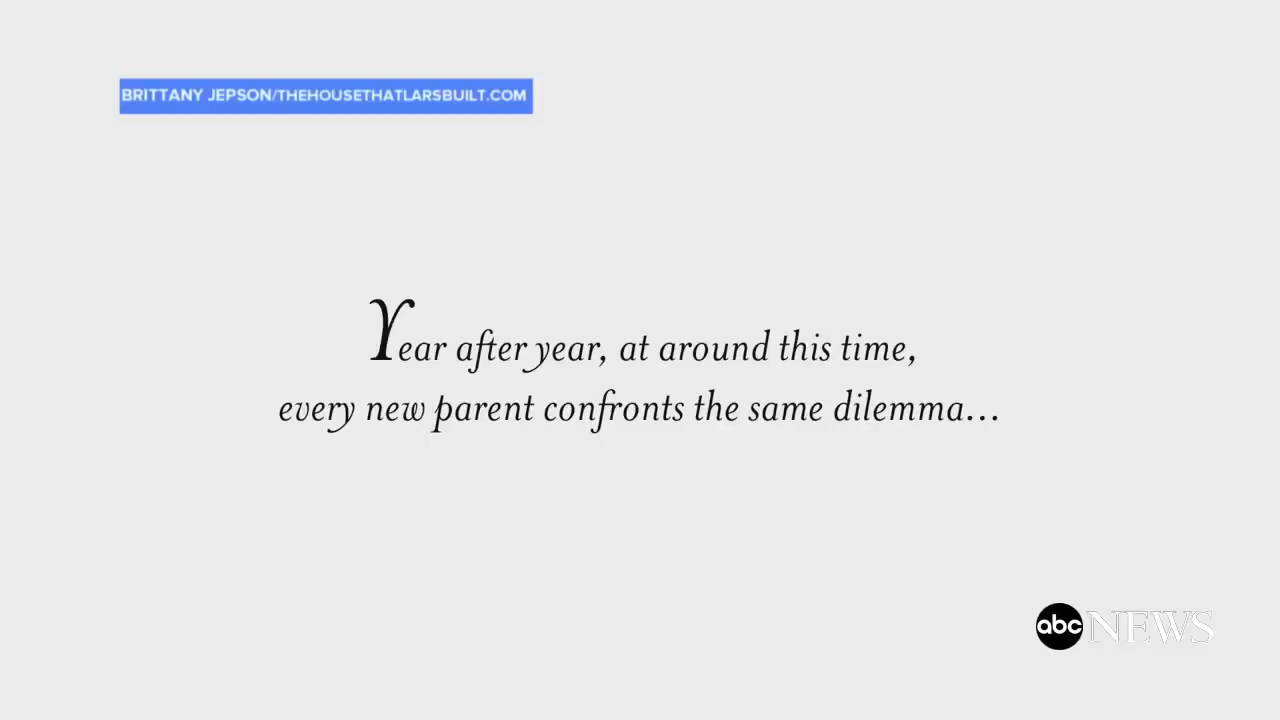 BRITTANY JEPSON/THEHOUSETHATLARSBUILT.COM
Year after year, at around this time,
every new parent confronts the same dilemma...
abc NEWS